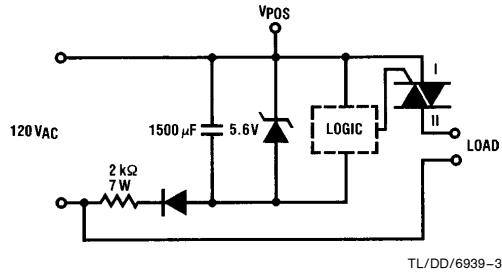 VPOS
I
II
120 VAC
1500 μF
5.6V
LOGIC
LOAD
2 kΩ
7 W
TL/DD/6939–3